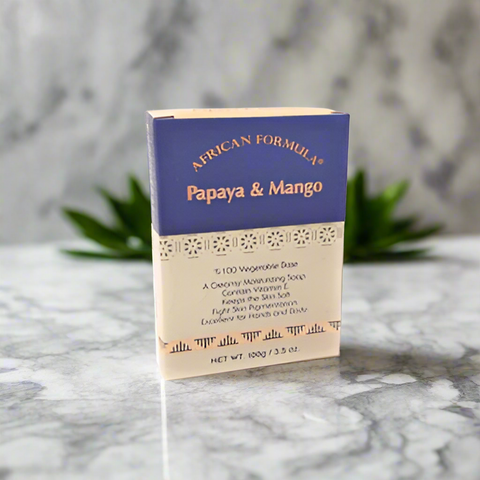 AFRICAN FORMULA®
Papaya & Mango
100 Vegetable Base
A Creamy Moisturizing Soap
Contain Vitamin E
Keeps the Skin Soft
Fight Skin Pigmentation
Excellent for Hands and Body
NET WT. 100g / 3.5 oz.